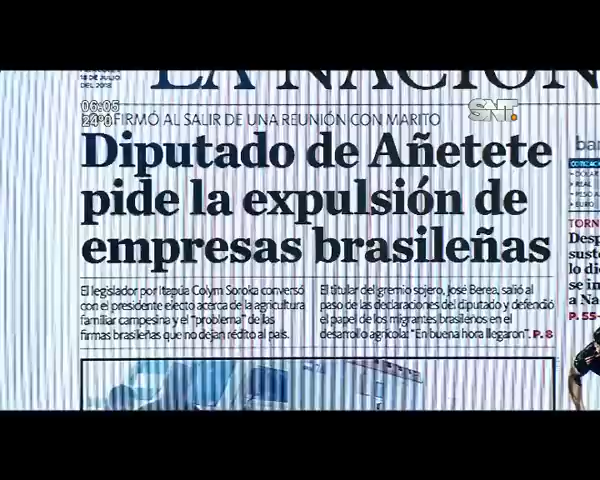 18 DE JULIO
DEL 2018
LA NACIÓN
06:05
24°0
AFIRMÓ AL SALIR DE UNA REUNIÓN CON MARITO
SNT.
Diputado de Añetete
pide la expulsión de
empresas brasileñas
El legislador por Itapúa Colym Soroka conversó
con el presidente electo acerca de la agricultura
familiar campesina y el "problema" de las
firmas brasileñas que no dejan rédito al país.
El titular del gremio sojero, José Berea, salió al
paso de las declaraciones del diputado y defendió
el papel de los migrantes brasileños en el
desarrollo agrícola: "En buena hora llegaron". P. 8
DÓLAR
REAL
PESO
EURO
TORN
Desp
sust
lo di
se in
a Na
P. 55-